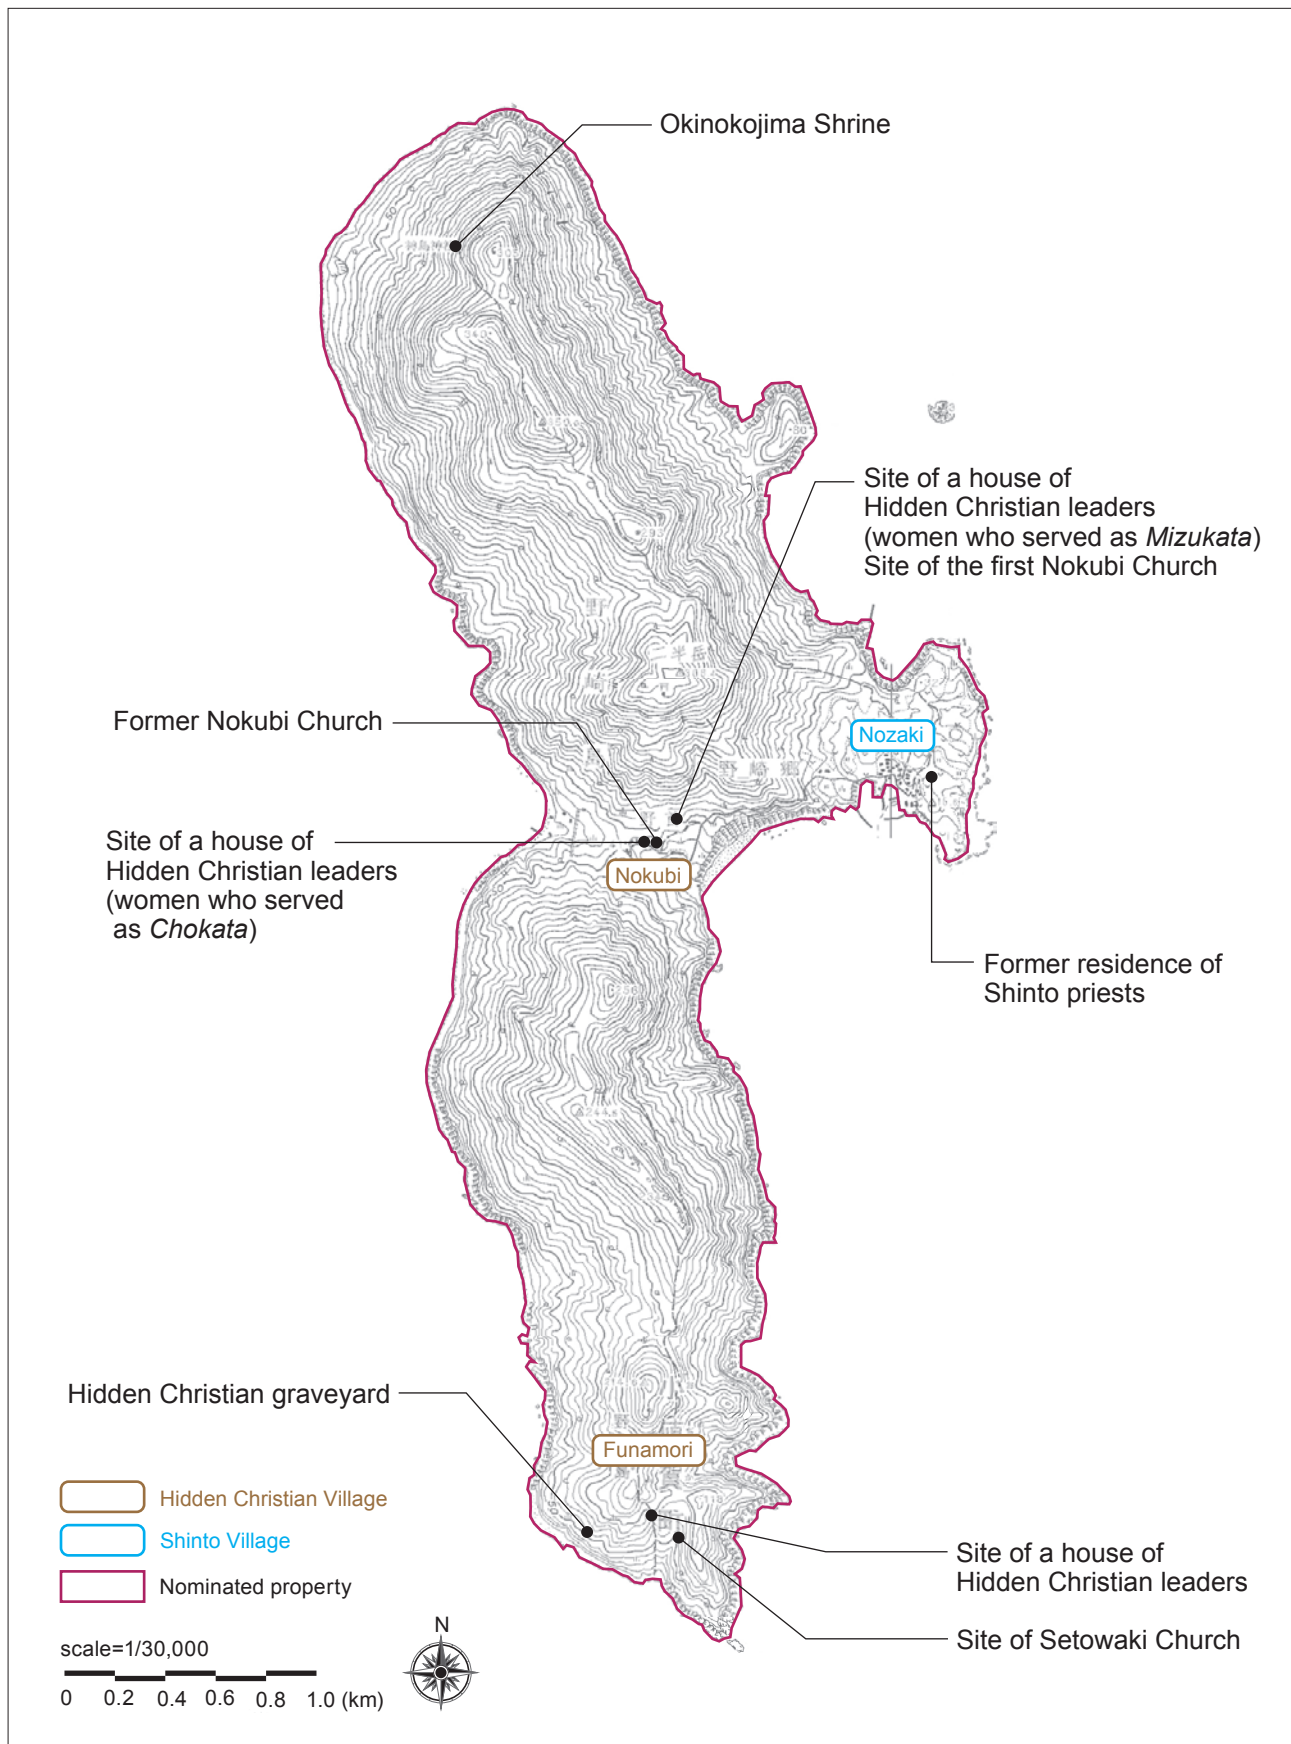 Okinokojima Shrine
Site of a house of
Hidden Christian leaders
(women who served as Mizukata)
Site of the first Nokubi Church
Former Nokubi Church
Nozaki
Site of a house of
Hidden Christian leaders
(women who served
as Chokata)
Nokubi
Former residence of
Shinto priests
Hidden Christian graveyard
Funamori
Hidden Christian Village
Shinto Village
Nominated property
Site of a house of
Hidden Christian leaders
Site of Setowaki Church
N
scale=1/30,000
0 0.2 0.4 0.6 0.8 1.0 (km)